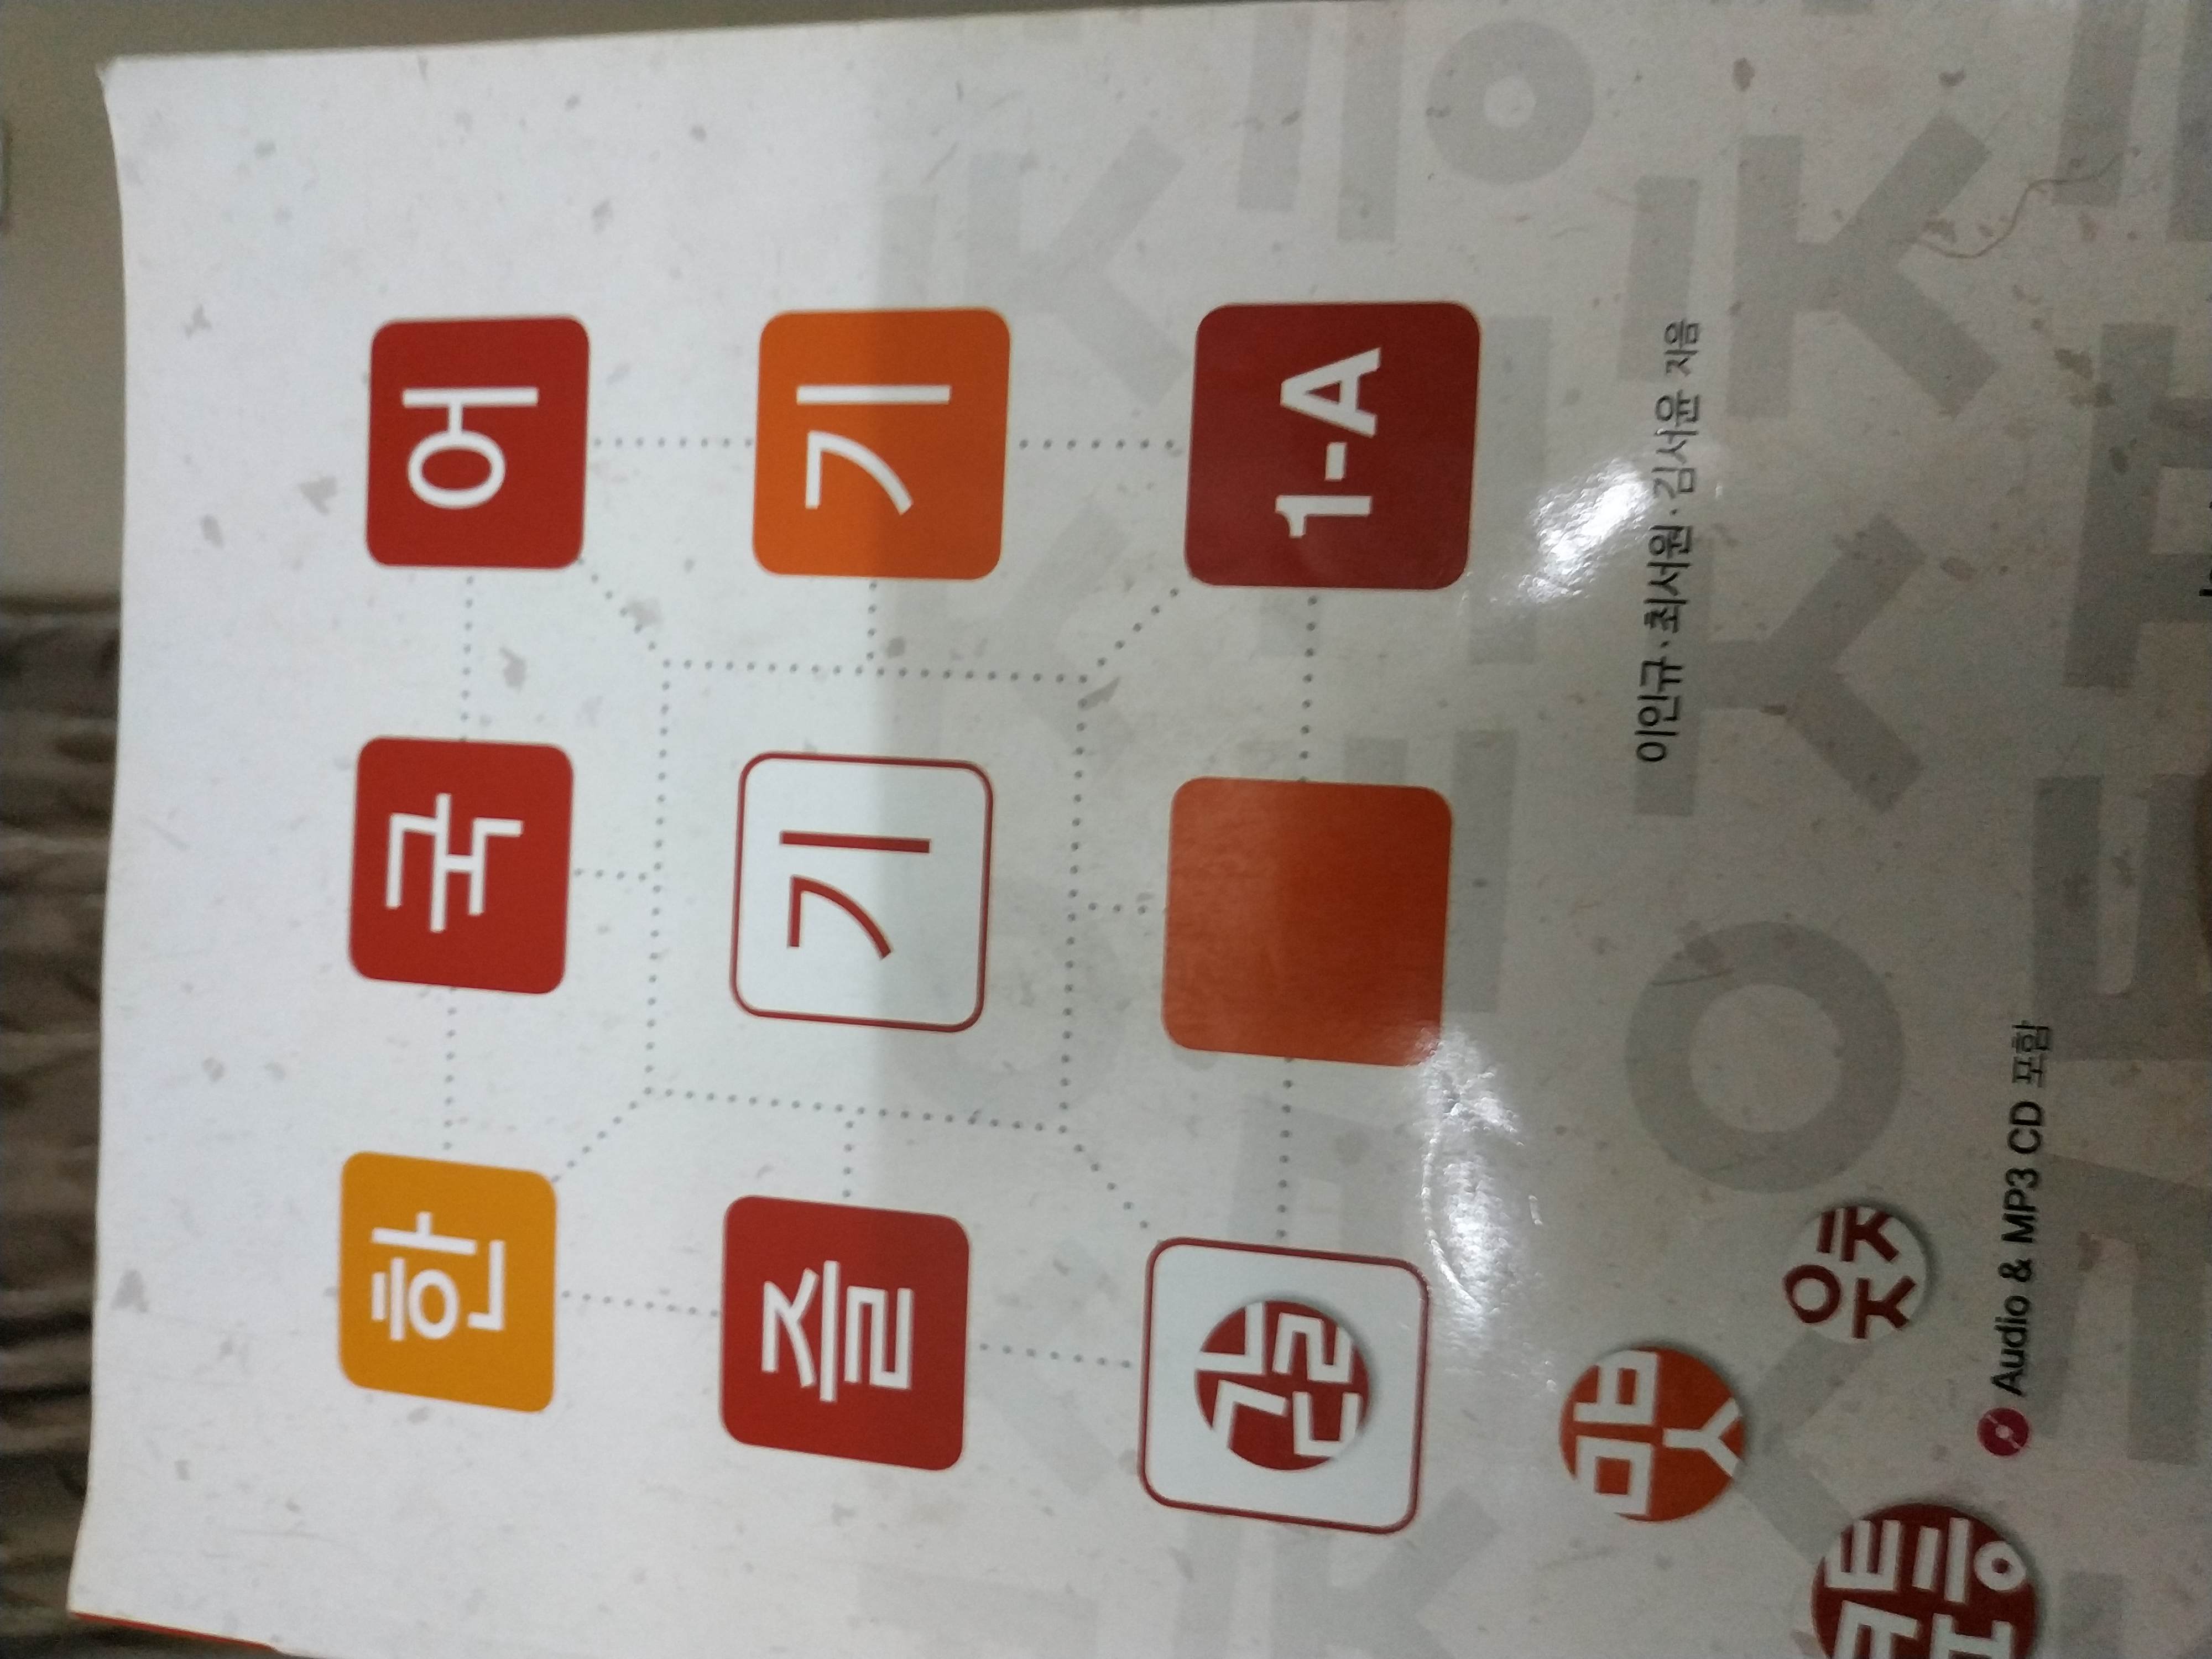 한 국 어
즐 기 기
1-A
이인규·최서원·김서윤 지음
Audio & MP3 CD 포함